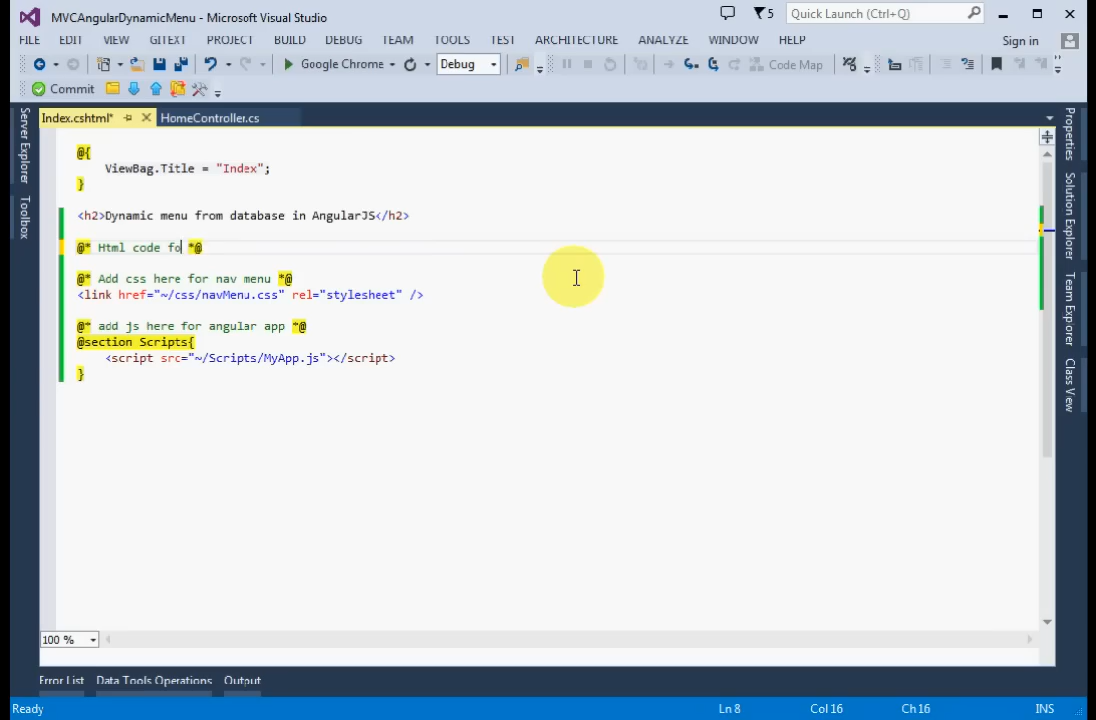 MVCAngularDynamicMenu - Microsoft Visual Studio
5
Quick Launch (Ctrl+Q)
FILE EDIT VIEW GITEXT PROJECT BUILD DEBUG TEAM TOOLS TEST ARCHITECTURE ANALYZE WINDOW HELP Sign in
Google Chrome Debug Code Map
Commit
Server Explorer
Toolbox
Index.cshtml* HomeController.cs
@{
ViewBag.Title = "Index";
}
<h2>Dynamic menu from database in AngularJS</h2>
@* Html code fo *@
@* Add css here for nav menu *@
<link href="~/css/navMenu.css" rel="stylesheet" />
@* add js here for angular app *@
@section Scripts{
<script src="~/Scripts/MyApp.js"></script>
}
Properties
Solution Explorer
Team Explorer
Class View
100 %
Error List Data Tools Operations Output
Ready Ln 8 Col 16 Ch 16 INS